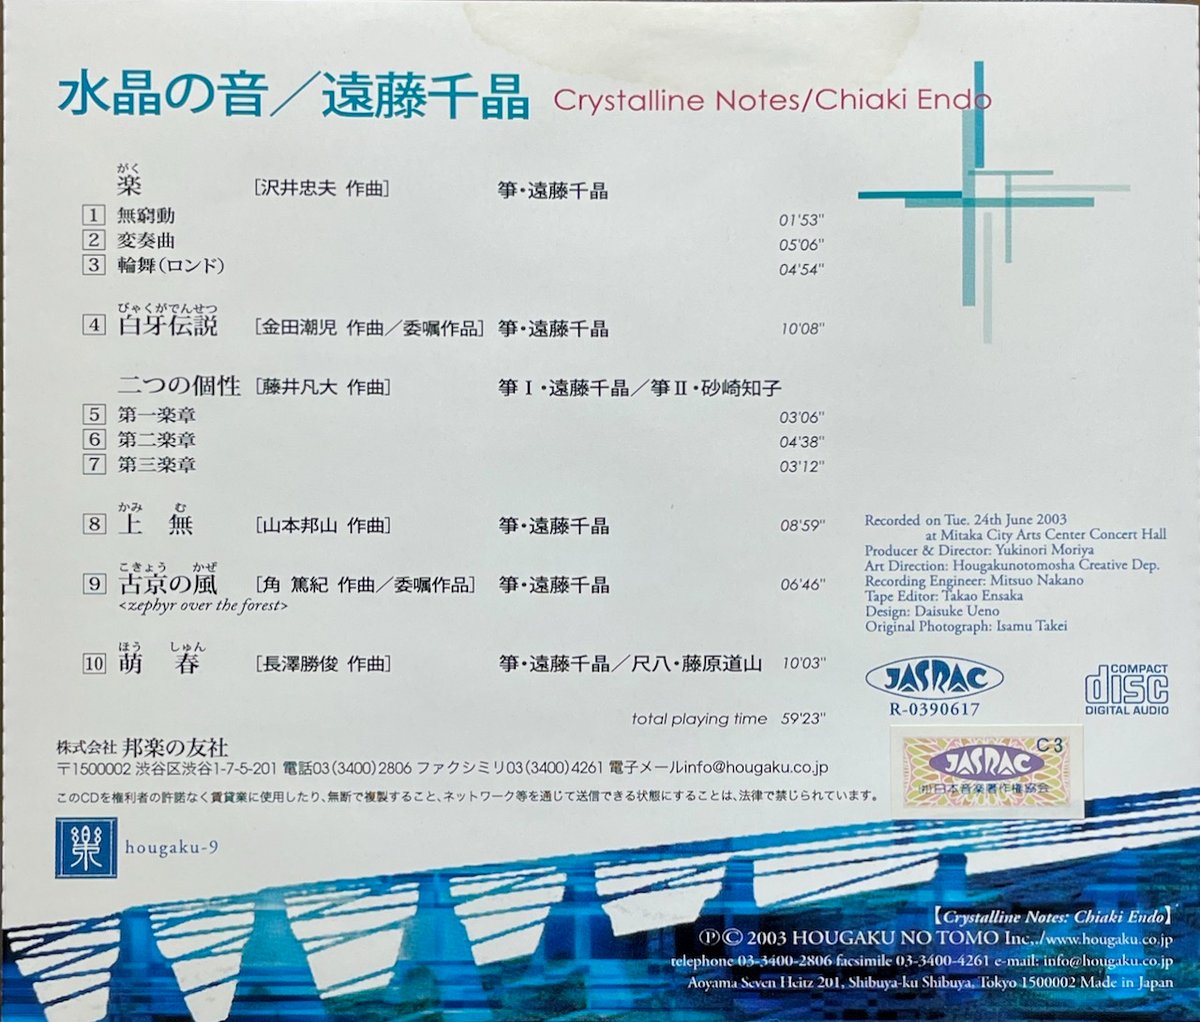 水晶の音／遠藤千晶 Crystalline Notes/Chiaki Endo
がく
楽 [沢井忠夫 作曲] 箏・遠藤千晶
1 無窮動 01'53"
2 変奏曲 05'06"
3 輪舞（ロンド） 04'54"
びゃくがでんせつ
4 白牙伝説 [金田潮児 作曲／委嘱作品] 箏・遠藤千晶 10'08"
二つの個性 [藤井凡大 作曲] 箏Ⅰ・遠藤千晶／箏Ⅱ・砂崎知子
5 第一楽章 03'06"
6 第二楽章 04'38"
7 第三楽章 03'12"
かみ む
8 上 無 [山本邦山 作曲] 箏・遠藤千晶 08'59"
こきょう かぜ
9 古京の風 [角 篤紀 作曲／委嘱作品] 箏・遠藤千晶 06'46"
<zephyr over the forest>
ほう しゅん
10 萌 春 [長澤勝俊 作曲] 箏・遠藤千晶／尺八・藤原道山 10'03"
total playing time 59'23"
Recorded on Tue. 24th June 2003
at Mitaka City Arts Center Concert Hall
Producer & Director: Yukinori Moriya
Art Direction: Hougakunotomosha Creative Dep.
Recording Engineer: Mitsuo Nakano
Tape Editor: Takao Ensaka
Design: Daisuke Ueno
Original Photograph: Isamu Takei
JASRAC
R-0390617
COMPACT
disc
DIGITAL AUDIO
株式会社 邦楽の友社
〒1500002 渋谷区渋谷1-7-5-201 電話03（3400）2806 ファクシミリ03（3400）4261 電子メールinfo@hougaku.co.jp
このCDを権利者の許諾なく賃貸業に使用したり、無断で複製すること、ネットワーク等を通じて送信できる状態にすることは、法律で禁じられています。
C3
JASRAC
㈳日本音楽著作権協会
樂 hougaku-9
【Crystalline Notes: Chiaki Endo】
Ⓟ© 2003 HOUGAKU NO TOMO Inc,./www.hougaku.co.jp
telephone 03-3400-2806 facsimile 03-3400-4261 e-mail: info@hougaku.co.jp
Aoyama Seven Heitz 201, Shibuya-ku Shibuya, Tokyo 1500002 Made in Japan